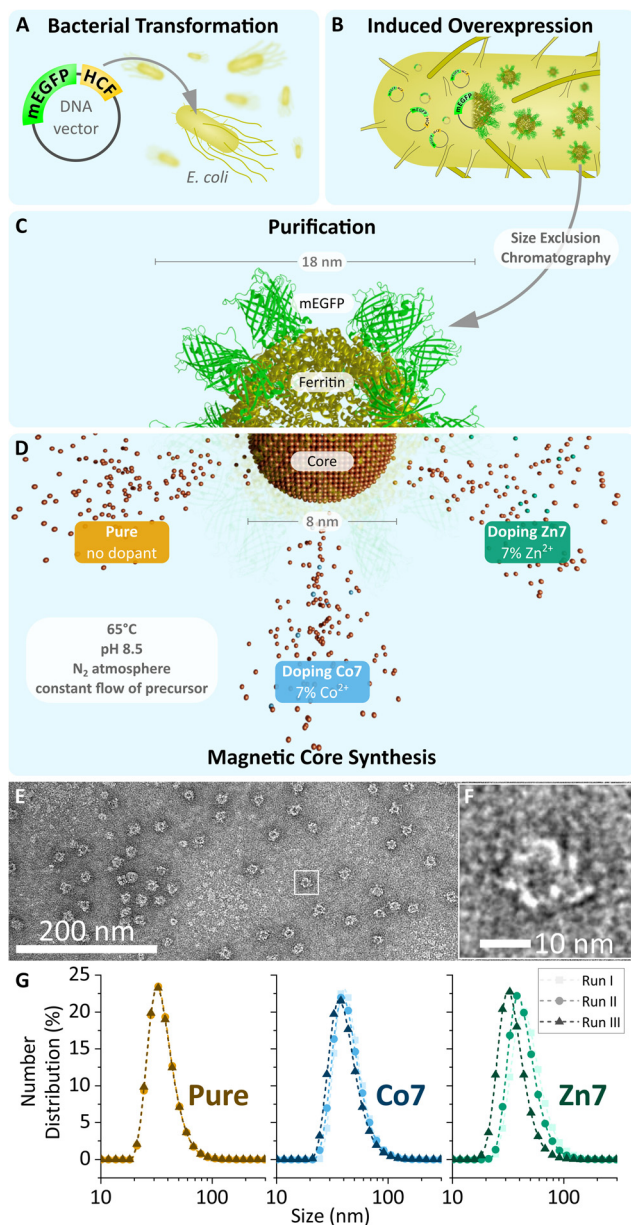 A Bacterial Transformation
mEGFP
HCF
DNA
vector
E. coli
B Induced Overexpression
mEGFP
C
Purification
Size Exclusion
Chromatography
18 nm
mEGFP
Ferritin
D
Core
8 nm
Pure
no dopant
Doping Zn7
7% Zn²⁺
65°C
pH 8.5
N₂ atmosphere
constant flow of precursor
Doping Co7
7% Co²⁺
Magnetic Core Synthesis
E
200 nm
F
10 nm
G
Number
Distribution (%)
25
20
15
10
5
0
Pure
Co7
Zn7
Run I
Run II
Run III
10 100 10 100 10 100
Size (nm)